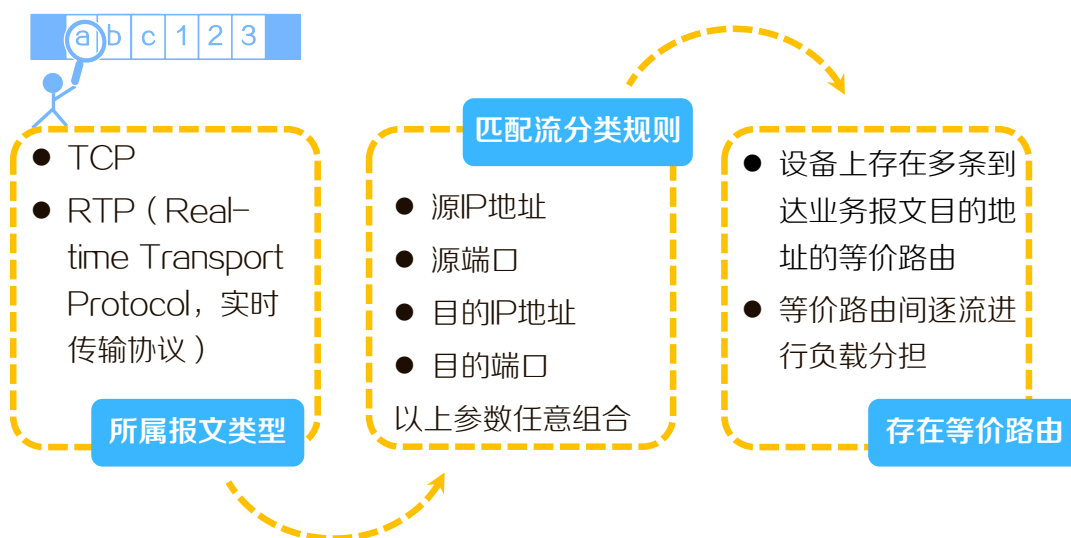 a b c 1 2 3
● TCP
● RTP（Real-
time Transport
Protocol，实时
传输协议）
所属报文类型
匹配流分类规则
● 源IP地址
● 源端口
● 目的IP地址
● 目的端口
以上参数任意组合
● 设备上存在多条到
达业务报文目的地
址的等价路由
● 等价路由间逐流进
行负载分担
存在等价路由